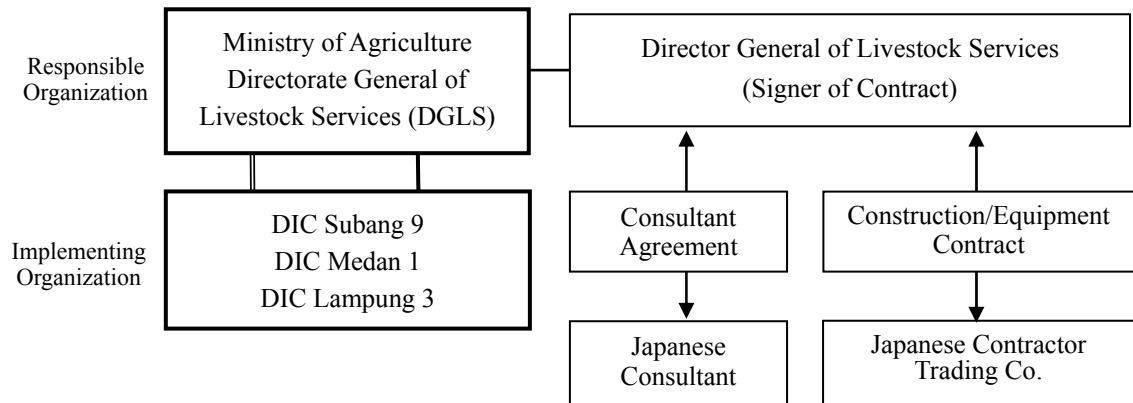 Responsible
Organization
Ministry of Agriculture
Directorate General of
Livestock Services (DGLS)
Director General of Livestock Services
(Signer of Contract)
Implementing
Organization
DIC Subang 9
DIC Medan 1
DIC Lampung 3
Consultant
Agreement
Construction/Equipment
Contract
Japanese
Consultant
Japanese Contractor
Trading Co.